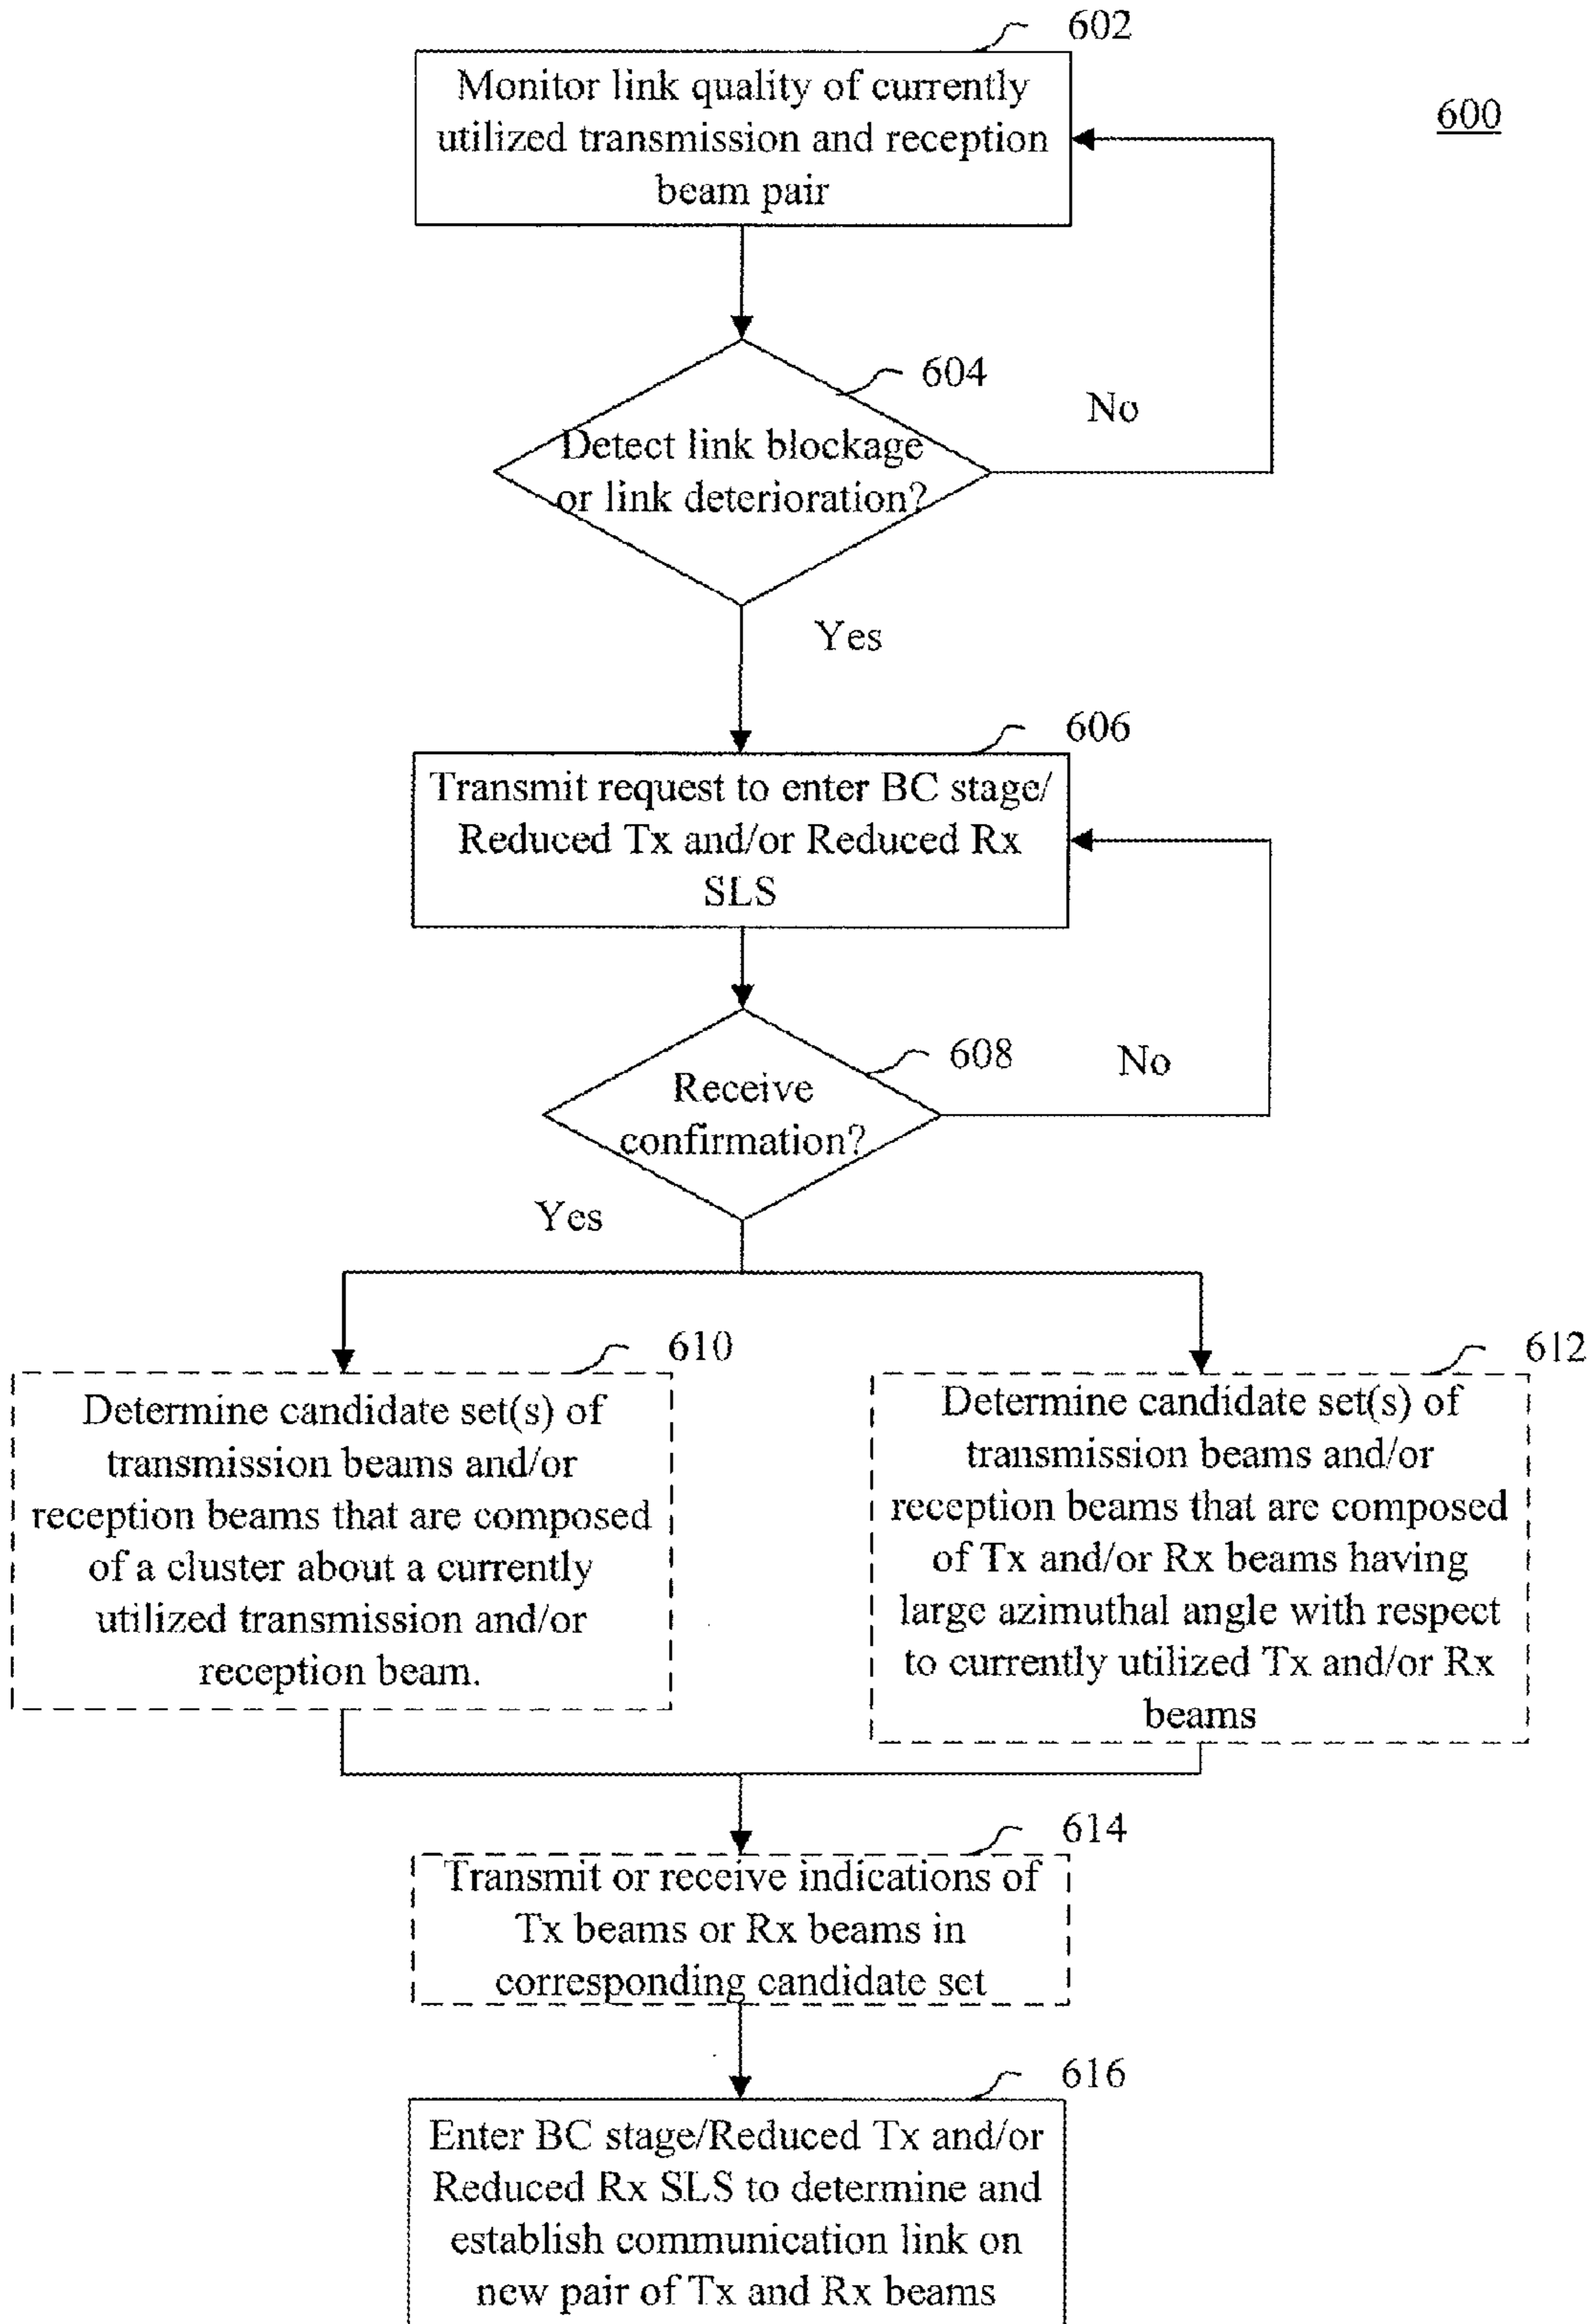 602
Monitor link quality of currently
utilized transmission and reception
beam pair
600
604
Detect link blockage
or link deterioration?
No
Yes
606
Transmit request to enter BC stage/
Reduced Tx and/or Reduced Rx
SLS
608
Receive
confirmation?
No
Yes
610
Determine candidate set(s) of
transmission beams and/or
reception beams that are composed
of a cluster about a currently
utilized transmission and/or
reception beam.
612
Determine candidate set(s) of
transmission beams and/or
reception beams that are composed
of Tx and/or Rx beams having
large azimuthal angle with respect
to currently utilized Tx and/or Rx
beams
614
Transmit or receive indications of
Tx beams or Rx beams in
corresponding candidate set
616
Enter BC stage/Reduced Tx and/or
Reduced Rx SLS to determine and
establish communication link on
new pair of Tx and Rx beams